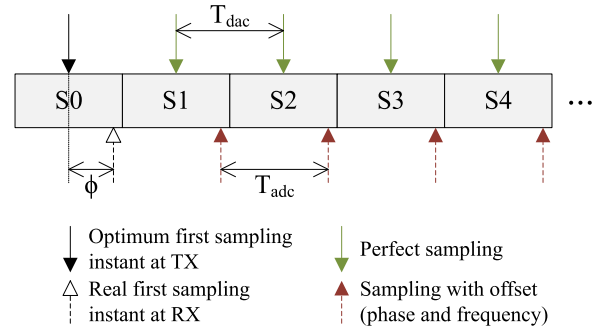 T_dac
S0 S1 S2 S3 S4 ...
ϕ T_adc
Optimum first sampling
instant at TX
Real first sampling
instant at RX
Perfect sampling
Sampling with offset
(phase and frequency)